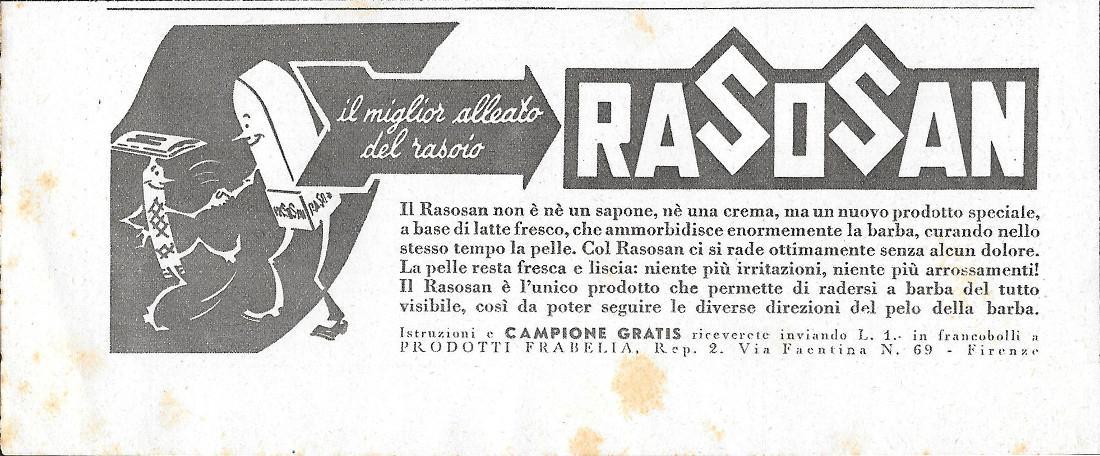 il miglior alleato
del rasoio
RASOSAN
Il Rasosan non è nè un sapone, nè una crema, ma un nuovo prodotto speciale,
a base di latte fresco, che ammorbidisce enormemente la barba, curando nello
stesso tempo la pelle. Col Rasosan ci si rade ottimamente senza alcun dolore.
La pelle resta fresca e liscia: niente più irritazioni, niente più arrossamenti!
Il Rasosan è l'unico prodotto che permette di radersi a barba del tutto
visibile, così da poter seguire le diverse direzioni del pelo della barba.
Istruzioni e CAMPIONE GRATIS riceverete inviando L. 1.- in francobolli a
PRODOTTI FRABELIA, Rep. 2. Via Faentina N. 69 - Firenze